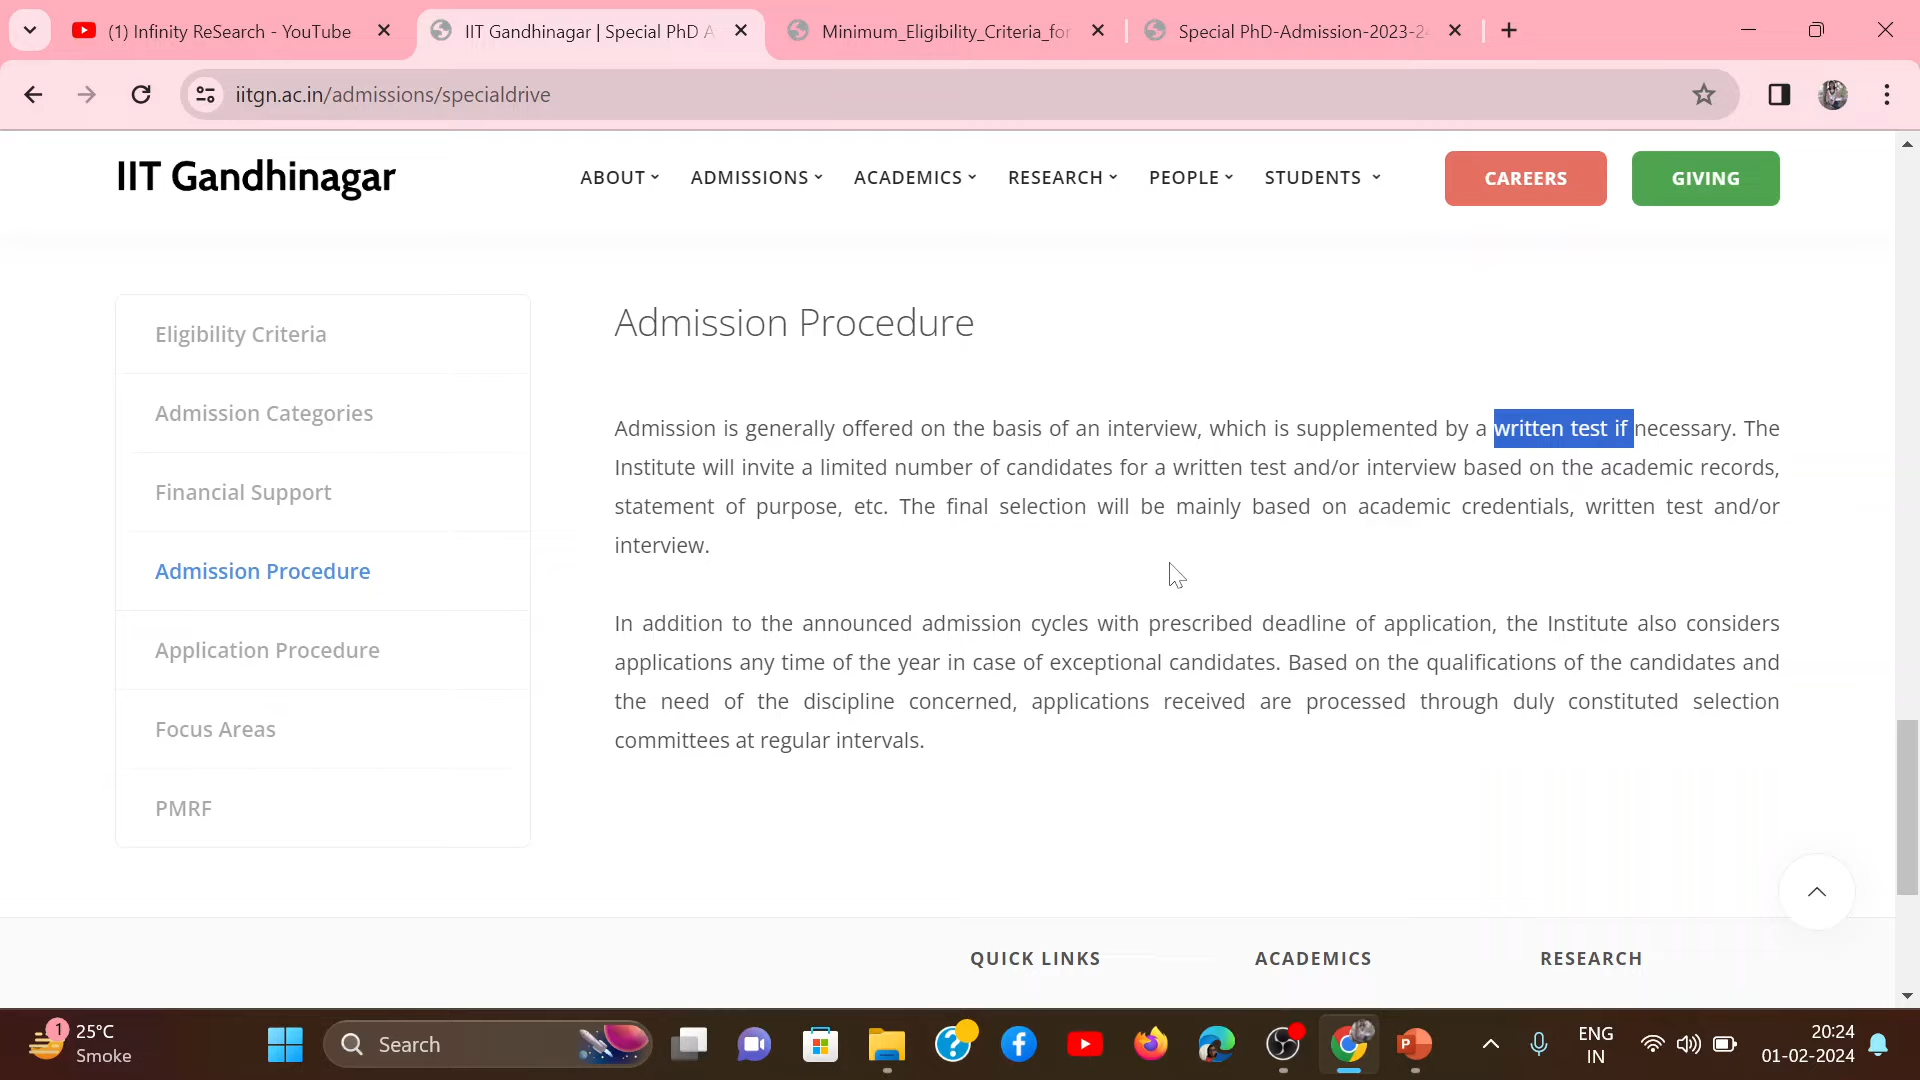 (1) Infinity ReSearch - YouTube
IIT Gandhinagar | Special PhD A
Minimum_Eligibility_Criteria_for
Special PhD-Admission-2023-2
iitgn.ac.in/admissions/specialdrive
IIT Gandhinagar
ABOUT
ADMISSIONS
ACADEMICS
RESEARCH
PEOPLE
STUDENTS
CAREERS
GIVING
Eligibility Criteria
Admission Categories
Financial Support
Admission Procedure
Application Procedure
Focus Areas
PMRF
Admission Procedure
Admission is generally offered on the basis of an interview, which is supplemented by a written test if necessary. The
Institute will invite a limited number of candidates for a written test and/or interview based on the academic records,
statement of purpose, etc. The final selection will be mainly based on academic credentials, written test and/or
interview.
In addition to the announced admission cycles with prescribed deadline of application, the Institute also considers
applications any time of the year in case of exceptional candidates. Based on the qualifications of the candidates and
the need of the discipline concerned, applications received are processed through duly constituted selection
committees at regular intervals.
QUICK LINKS
ACADEMICS
RESEARCH
1
25°C
Smoke
Search
ENG
IN
20:24
01-02-2024